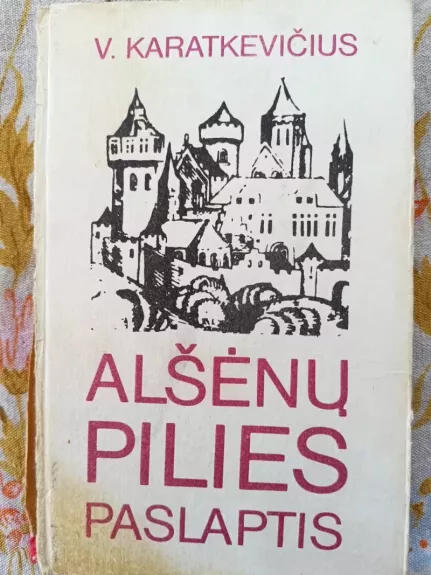 V. KARATKEVIČIUS
ALŠĖNŲ
PILIES
PASLAPTIS